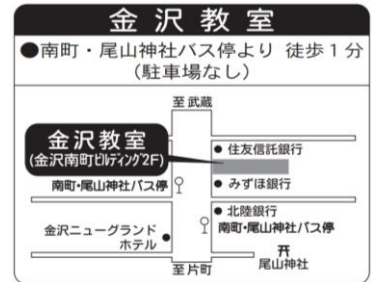 金沢教室
●南町・尾山神社バス停より 徒歩1分
(駐車場なし)
至武蔵
金沢教室
(金沢南町ビルディング2F)
住友信託銀行
南町・尾山神社バス停
みずほ銀行
北陸銀行
南町・尾山神社バス停
金沢ニューグランド
ホテル
尾山神社
至片町